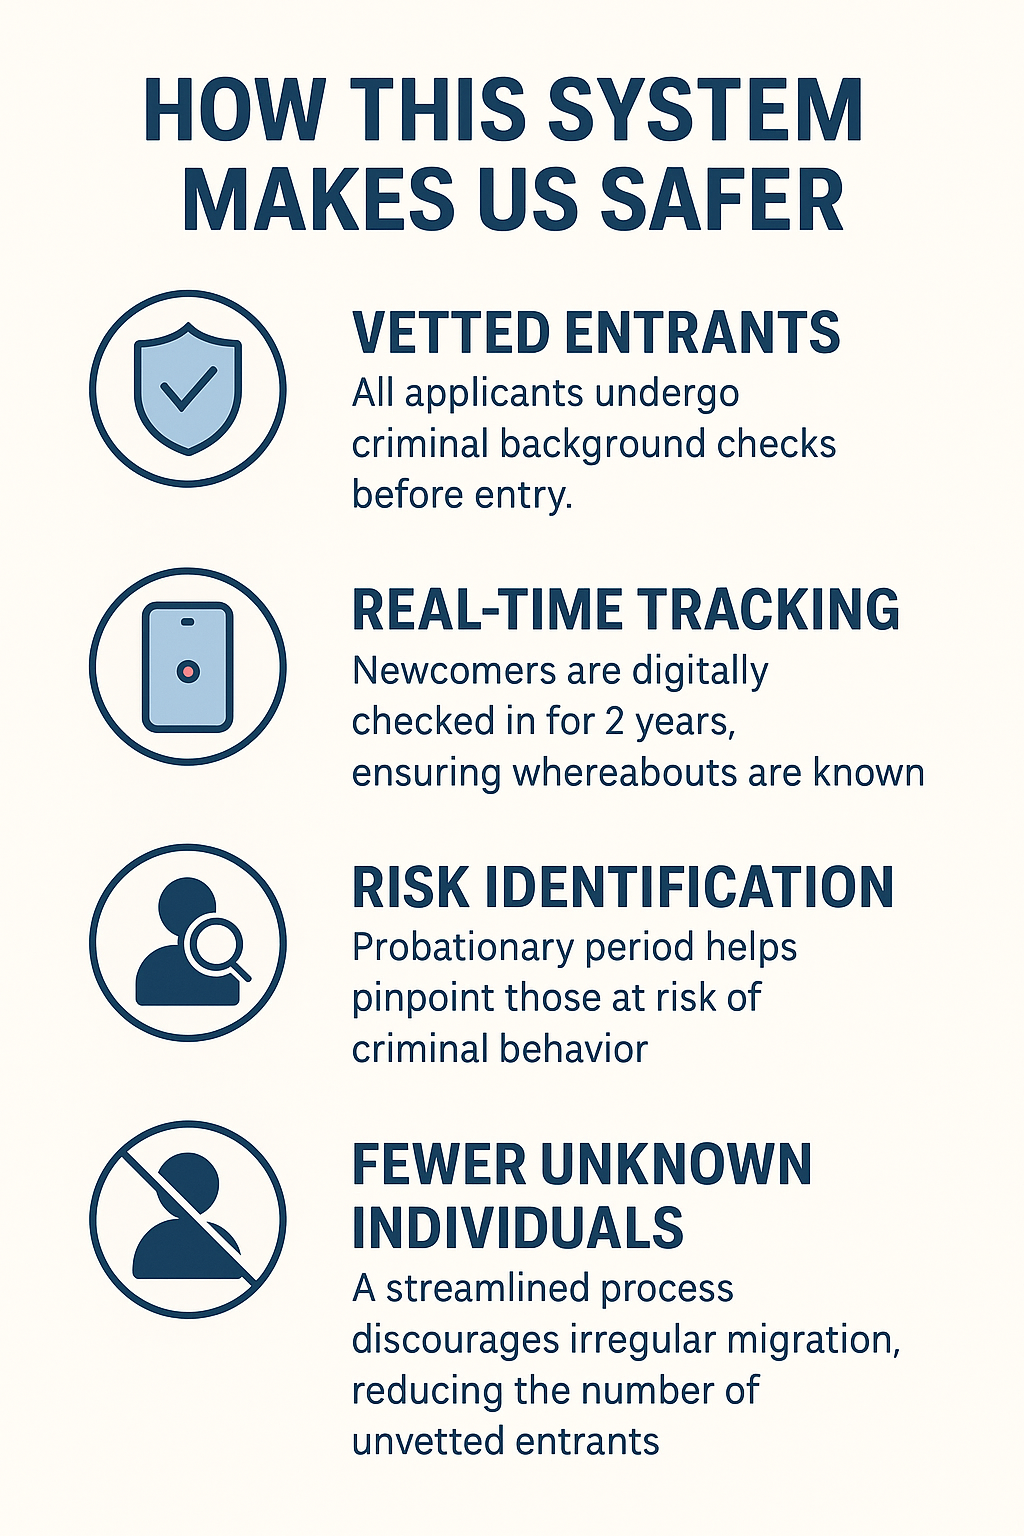 HOW THIS SYSTEM
MAKES US SAFER
VETTED ENTRANTS
All applicants undergo
criminal background checks
before entry.
REAL-TIME TRACKING
Newcomers are digitally
checked in for 2 years,
ensuring whereabouts are known
RISK IDENTIFICATION
Probationary period helps
pinpoint those at risk of
criminal behavior
FEWER UNKNOWN
INDIVIDUALS
A streamlined process
discourages irregular migration,
reducing the number of
unvetted entrants